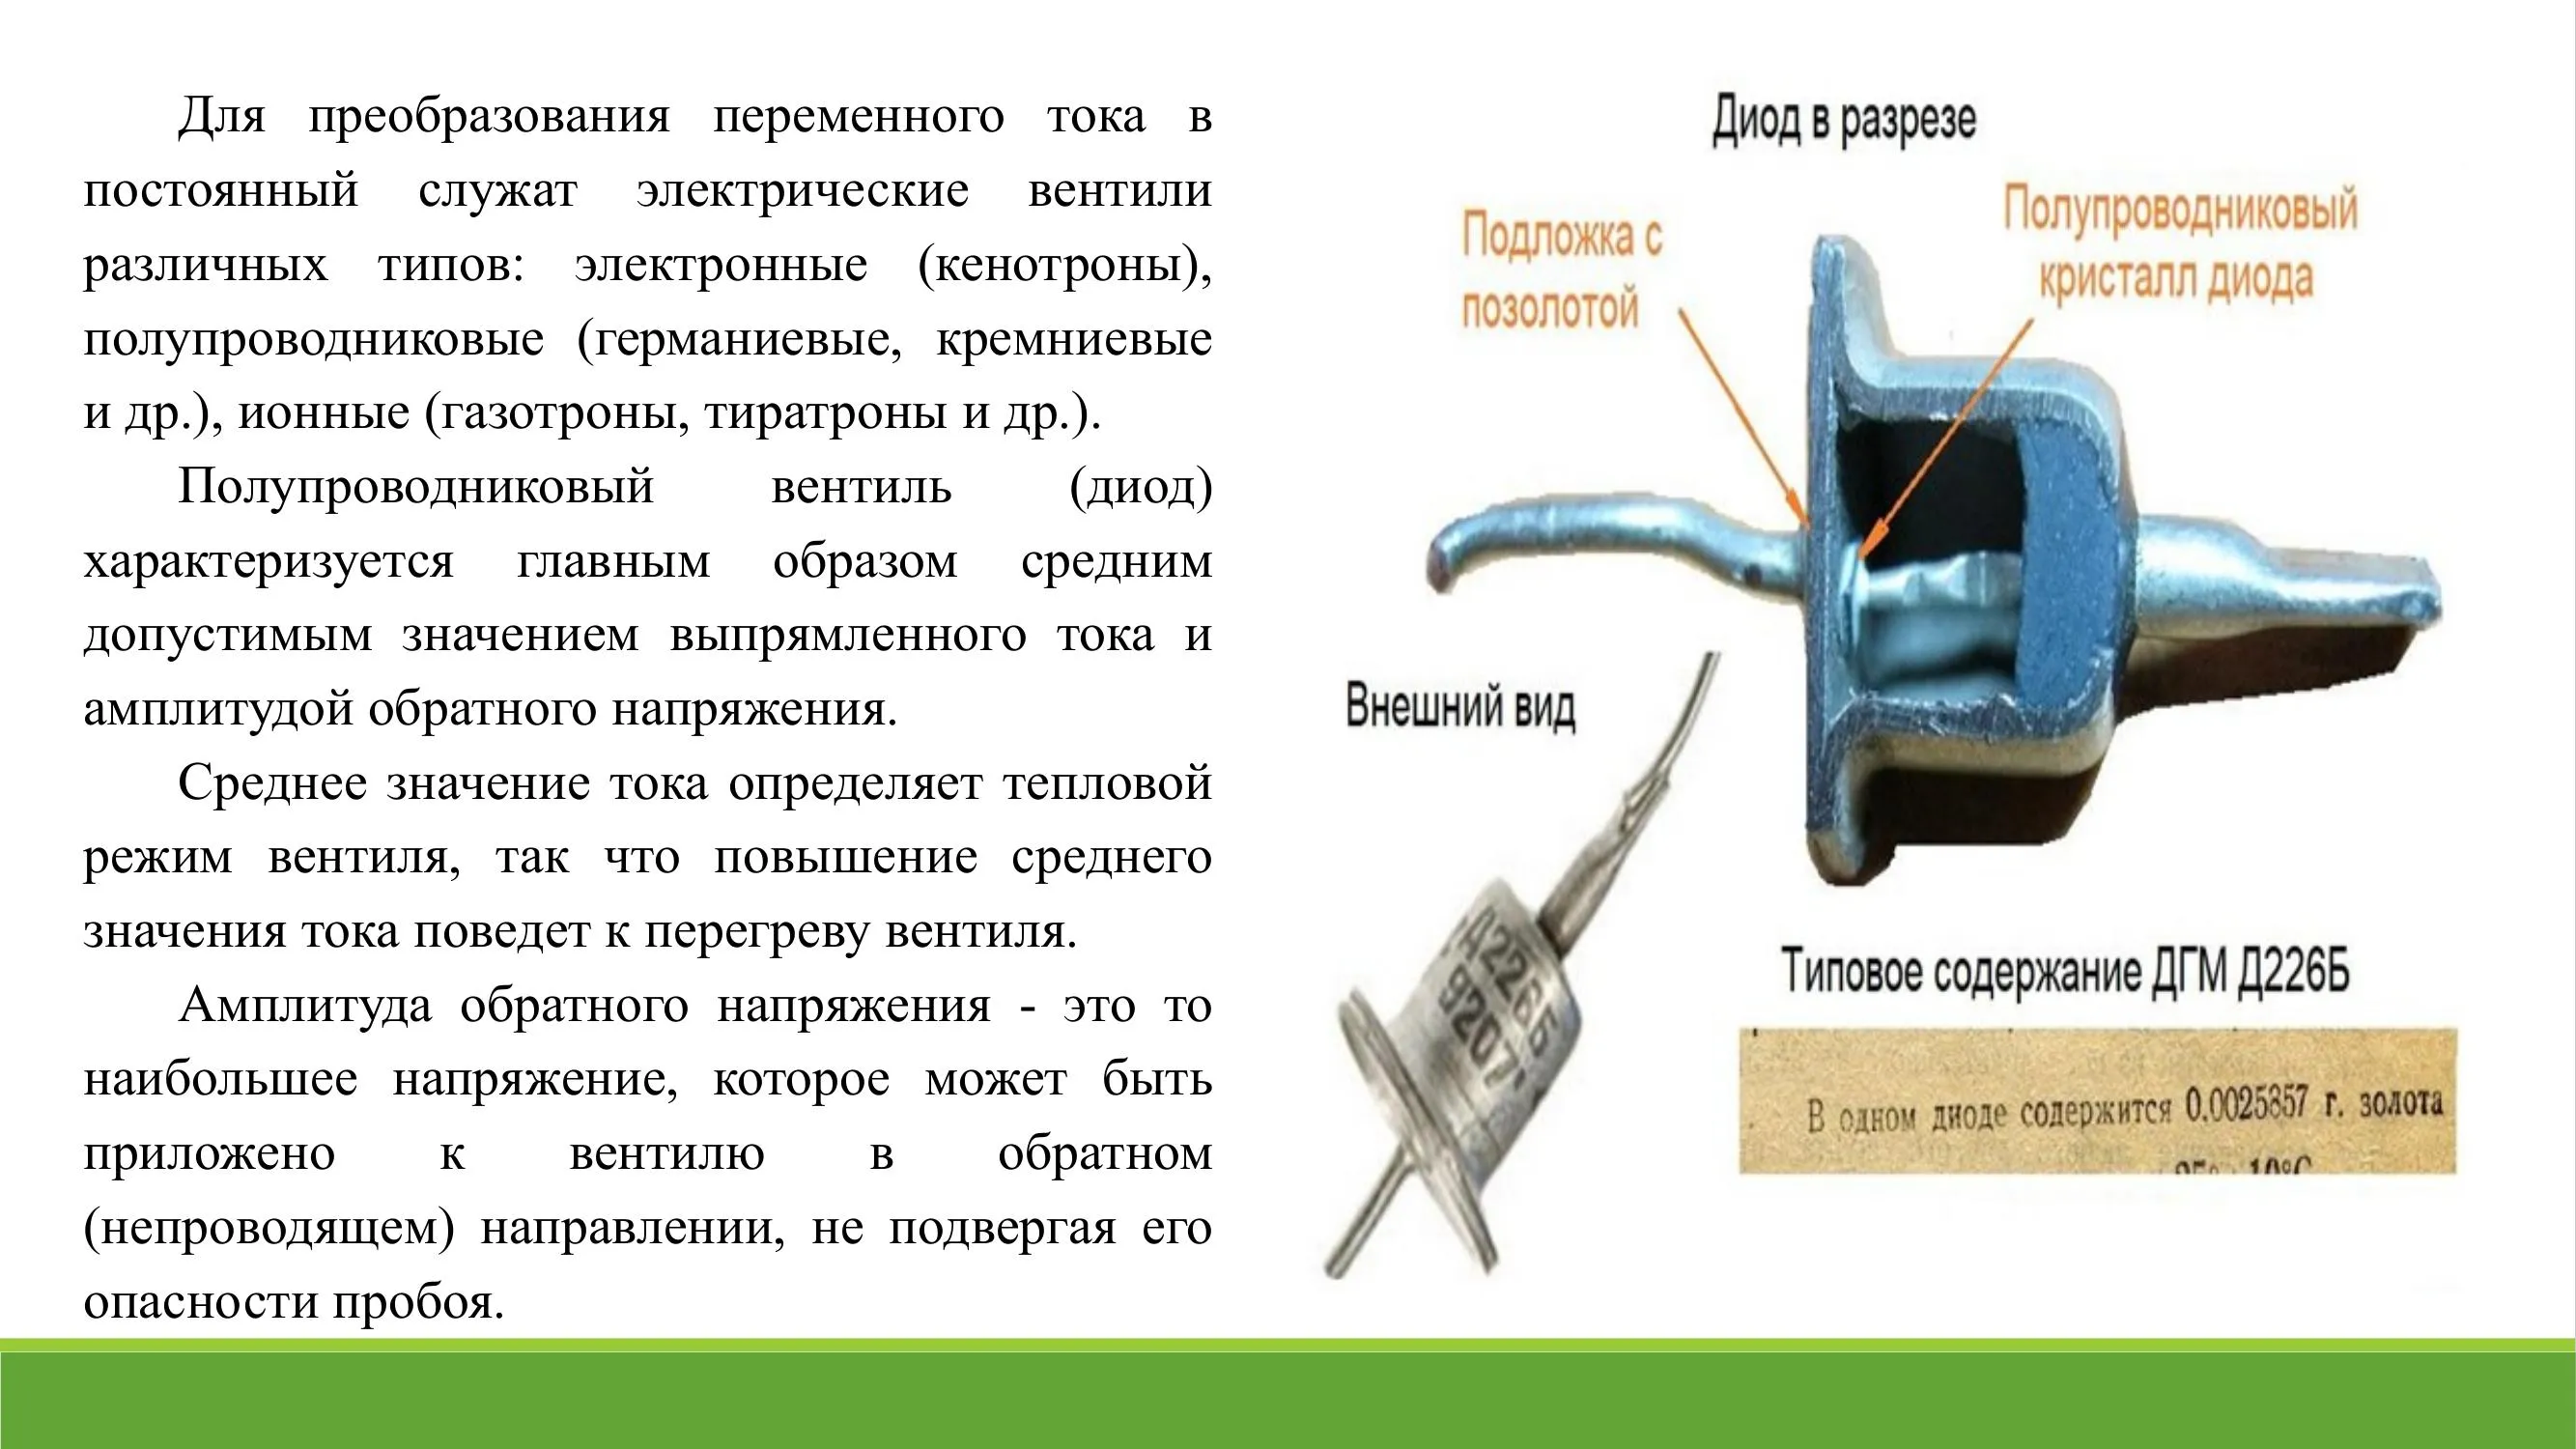 Для преобразования переменного тока в
постоянный служат электрические вентили
различных типов: электронные (кенотроны),
полупроводниковые (германиевые, кремниевые
и др.), ионные (газотроны, тиратроны и др.).
Полупроводниковый вентиль (диод)
характеризуется главным образом средним
допустимым значением выпрямленного тока и
амплитудой обратного напряжения.
Среднее значение тока определяет тепловой
режим вентиля, так что повышение среднего
значения тока поведет к перегреву вентиля.
Амплитуда обратного напряжения - это то
наибольшее напряжение, которое может быть
приложено к вентилю в обратном
(непроводящем) направлении, не подвергая его
опасности пробоя.
Диод в разрезе
Подложка с
позолотой
Полупроводниковый
кристалл диода
Внешний вид
Д226Б
9207
Типовое содержание ДГМ Д226Б
В одном диоде содержится 0.0025357 г. золота